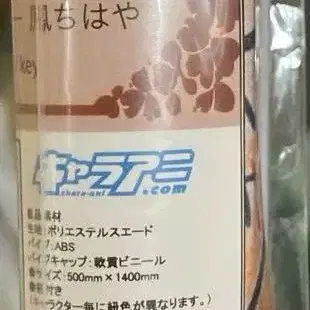 一鳳ちはや
key)
キャラアニ
chara-ani
.com
製品素材
生地：ポリエステルスエード
パイプ：ABS
パイプキャップ：軟質ビニール
サイズ：500mm×1400mm
付き
(キャラクター毎に紐色が異なります。)